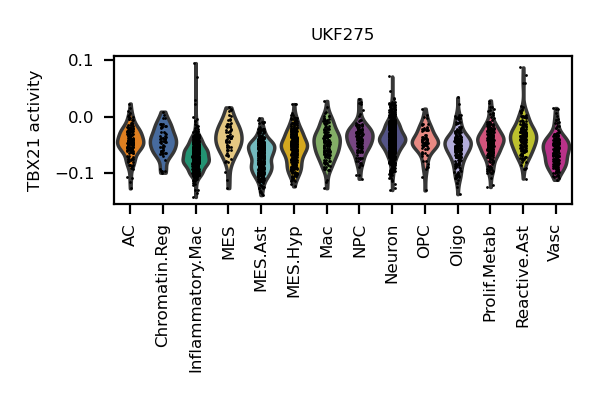 UKF275
TBX21 activity
0.1
0.0
−0.1
AC
Chromatin.Reg
Inflammatory.Mac
MES
MES.Ast
MES.Hyp
Mac
NPC
Neuron
OPC
Oligo
Prolif.Metab
Reactive.Ast
Vasc